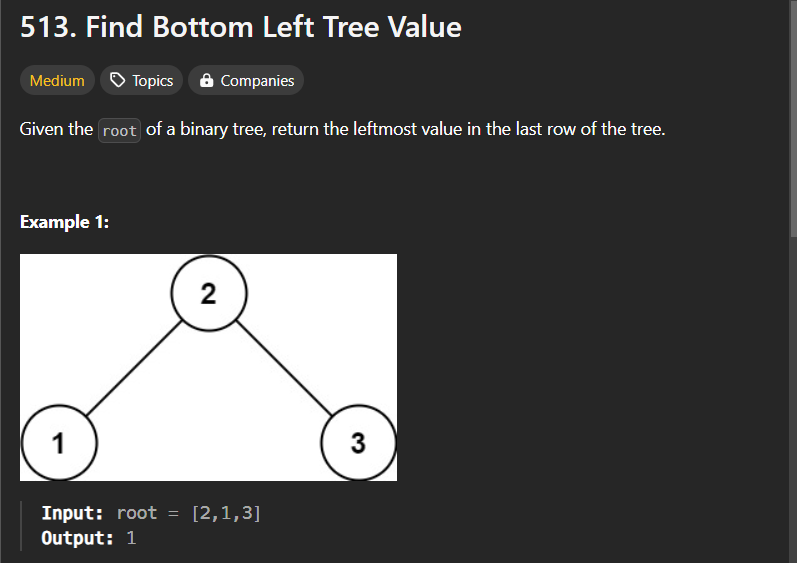 513. Find Bottom Left Tree Value
Medium Topics Companies
Given the root of a binary tree, return the leftmost value in the last row of the tree.
Example 1:
2
1 3
Input: root = [2,1,3]
Output: 1